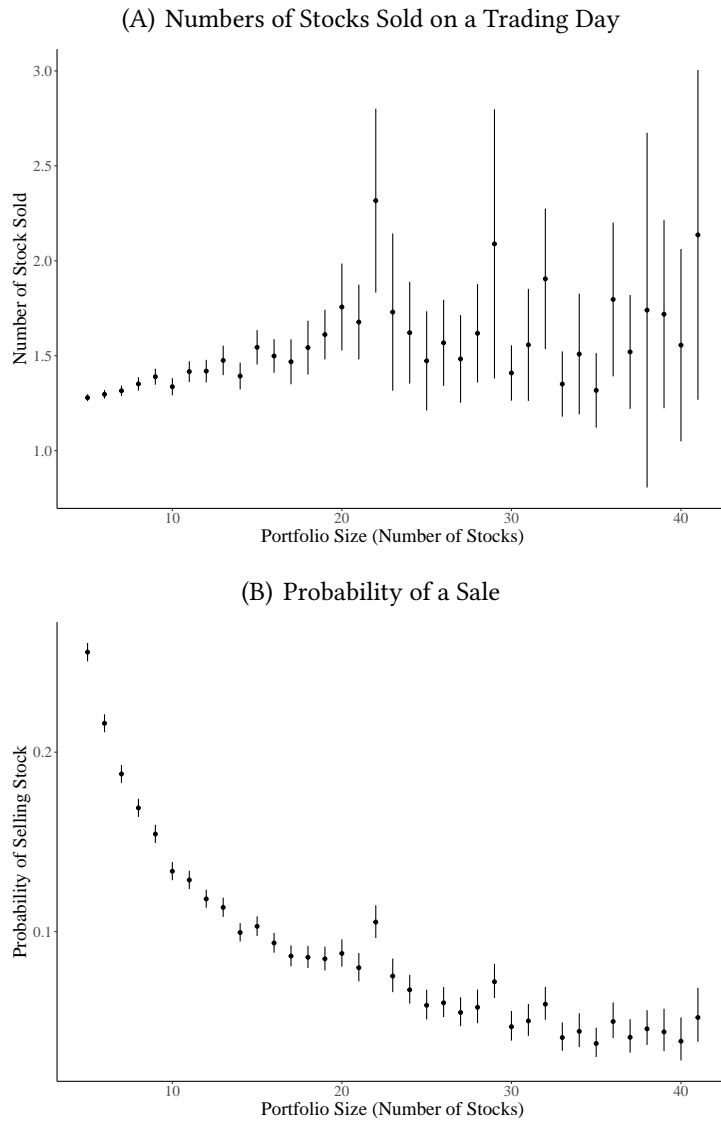 (A) Numbers of Stocks Sold on a Trading Day
3.0
2.5
2.0
1.5
1.0
Number of Stock Sold
10 20 30 40
Portfolio Size (Number of Stocks)
(B) Probability of a Sale
0.2
0.1
Probability of Selling Stock
10 20 30 40
Portfolio Size (Number of Stocks)